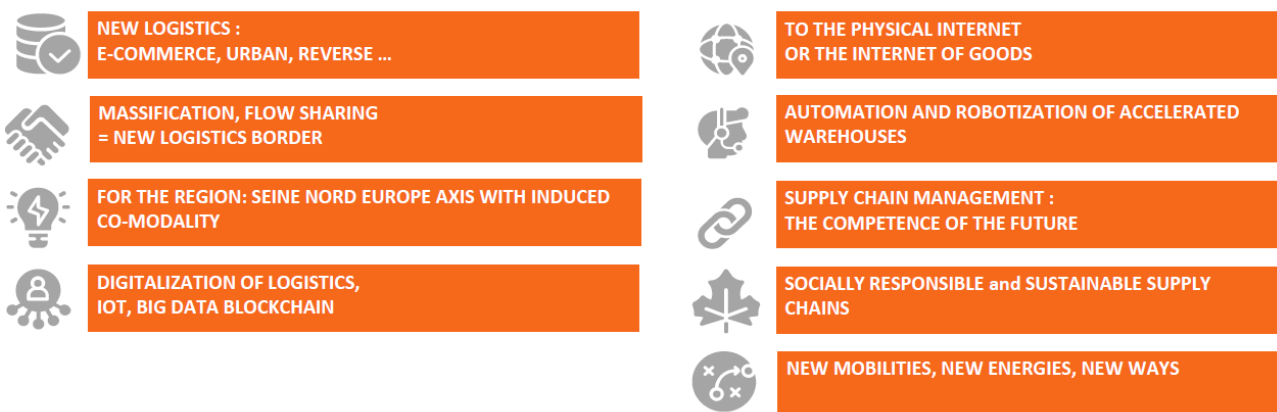 NEW LOGISTICS :
E-COMMERCE, URBAN, REVERSE ...
MASSIFICATION, FLOW SHARING
= NEW LOGISTICS BORDER
FOR THE REGION: SEINE NORD EUROPE AXIS WITH INDUCED
CO-MODALITY
DIGITALIZATION OF LOGISTICS,
IOT, BIG DATA BLOCKCHAIN
TO THE PHYSICAL INTERNET
OR THE INTERNET OF GOODS
AUTOMATION AND ROBOTIZATION OF ACCELERATED
WAREHOUSES
SUPPLY CHAIN MANAGEMENT :
THE COMPETENCE OF THE FUTURE
SOCIALLY RESPONSIBLE and SUSTAINABLE SUPPLY
CHAINS
NEW MOBILITIES, NEW ENERGIES, NEW WAYS